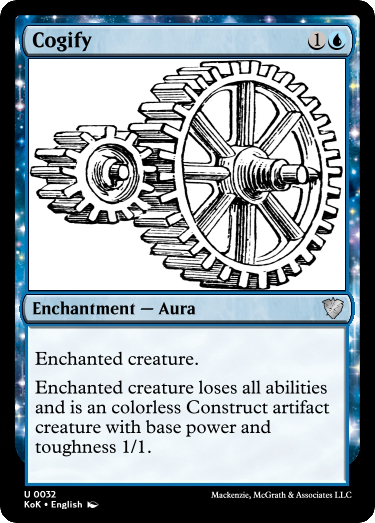 Cogify 1
Enchantment — Aura
Enchanted creature.
Enchanted creature loses all abilities
and is an colorless Construct artifact
creature with base power and
toughness 1/1.
U 0032
KoK • English
Mackenzie, McGrath & Associates LLC